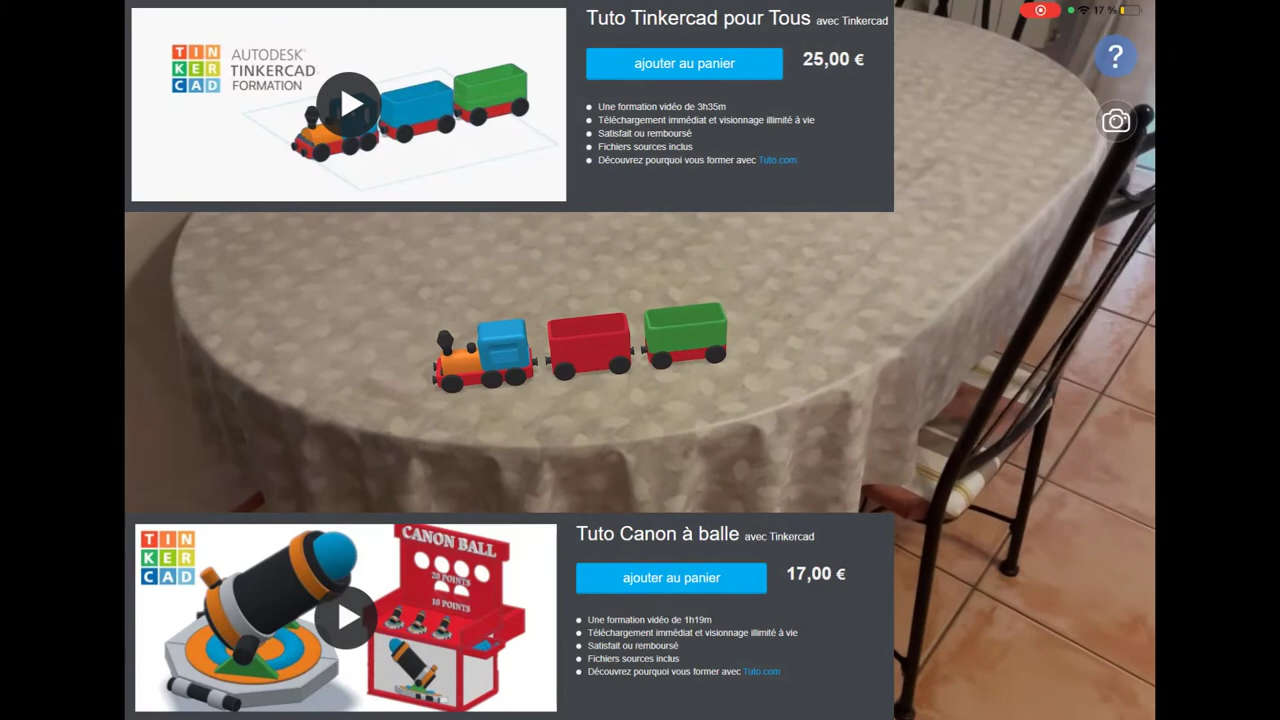 Tuto Tinkercad pour Tous avec Tinkercad
TIN
KER
CAD
AUTODESK®
TINKERCAD
FORMATION
ajouter au panier
25,00 €
Une formation vidéo de 3h35m
Téléchargement immédiat et visionnage illimité à vie
Satisfait ou remboursé
Fichiers sources inclus
Découvrez pourquoi vous former avec Tuto.com
17 %
?
Tuto Canon à balle avec Tinkercad
TIN
KER
CAD
CANON BALL
20 POINTS
10 POINTS
ajouter au panier
17,00 €
Une formation vidéo de 1h19m
Téléchargement immédiat et visionnage illimité à vie
Satisfait ou remboursé
Fichiers sources inclus
Découvrez pourquoi vous former avec Tuto.com